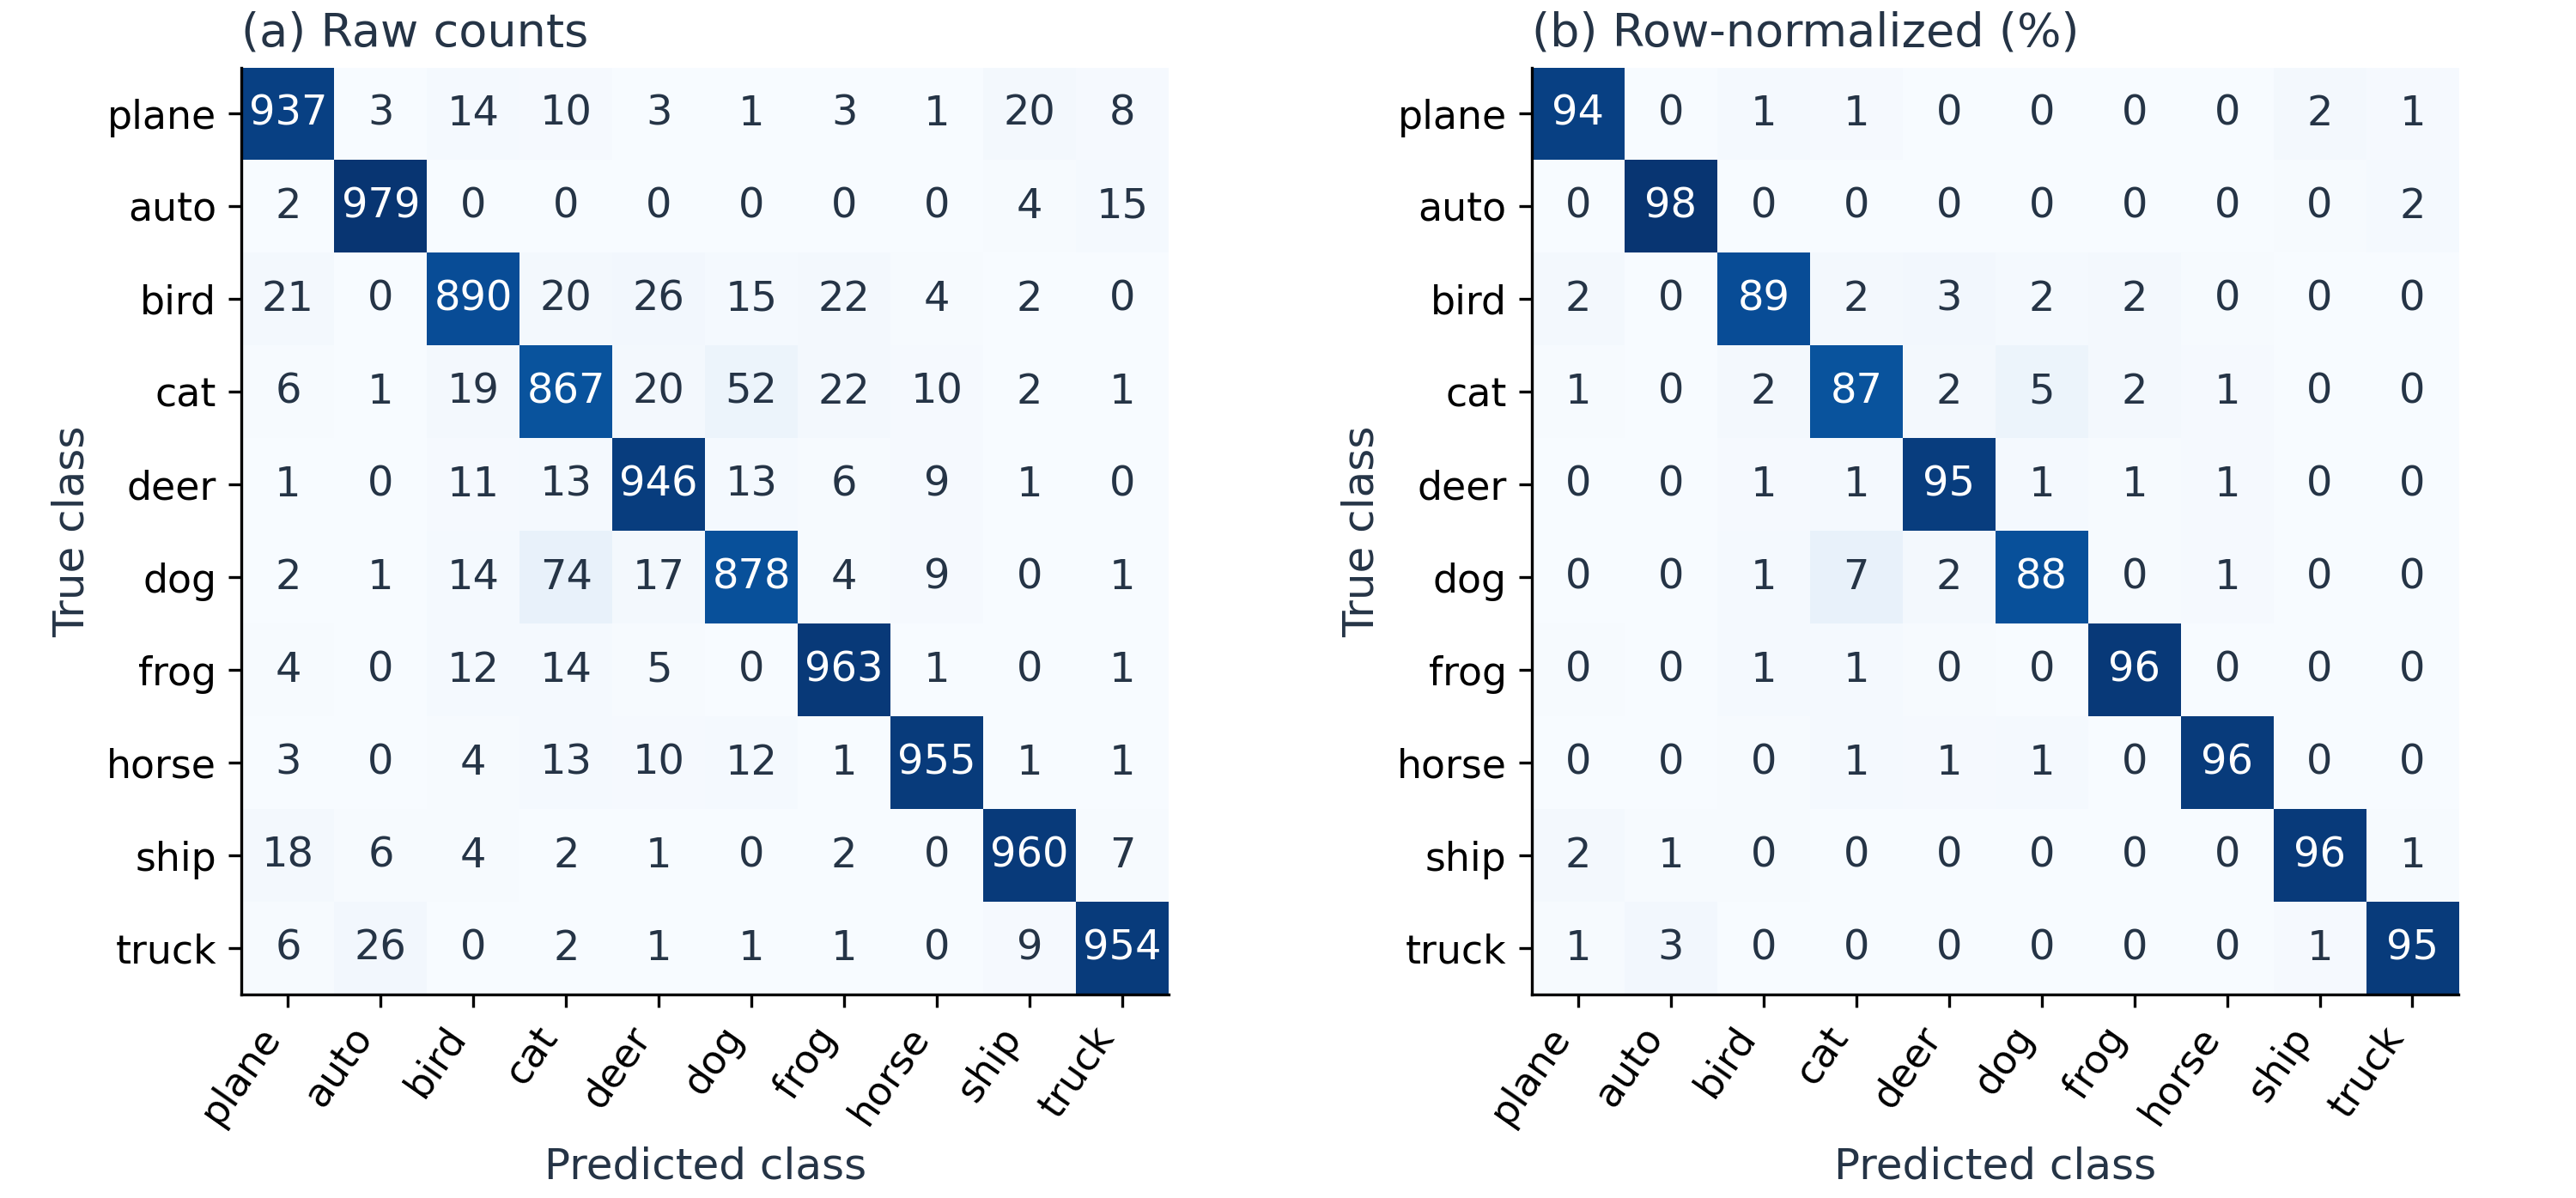 (a) Raw counts
plane 937 3 14 10 3 1 3 1 20 8
auto 2 979 0 0 0 0 0 0 4 15
bird 21 0 890 20 26 15 22 4 2 0
cat 6 1 19 867 20 52 22 10 2 1
deer 1 0 11 13 946 13 6 9 1 0
dog 2 1 14 74 17 878 4 9 0 1
frog 4 0 12 14 5 0 963 1 0 1
horse 3 0 4 13 10 12 1 955 1 1
ship 18 6 4 2 1 0 2 0 960 7
truck 6 26 0 2 1 1 1 0 9 954
plane auto bird cat deer dog frog horse ship truck
True class
Predicted class
(b) Row-normalized (%)
plane 94 0 1 1 0 0 0 0 2 1
auto 0 98 0 0 0 0 0 0 0 2
bird 2 0 89 2 3 2 2 0 0 0
cat 1 0 2 87 2 5 2 1 0 0
deer 0 0 1 1 95 1 1 1 0 0
dog 0 0 1 7 2 88 0 1 0 0
frog 0 0 1 1 0 0 96 0 0 0
horse 0 0 0 1 1 1 0 96 0 0
ship 2 1 0 0 0 0 0 0 96 1
truck 1 3 0 0 0 0 0 0 1 95
plane auto bird cat deer dog frog horse ship truck
True class
Predicted class